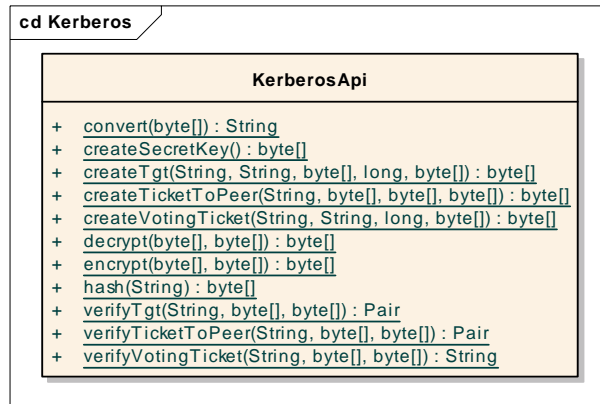 cd Kerberos
KerberosApi
+ convert(byte[]) : String
+ createSecretKey() : byte[]
+ createTgt(String, String, byte[], long, byte[]) : byte[]
+ createTicketToPeer(String, byte[], byte[], byte[]) : byte[]
+ createVotingTicket(String, String, long, byte[]) : byte[]
+ decrypt(byte[], byte[]) : byte[]
+ encrypt(byte[], byte[]) : byte[]
+ hash(String) : byte[]
+ verifyTgt(String, byte[], byte[]) : Pair
+ verifyTicketToPeer(String, byte[], byte[]) : Pair
+ verifyVotingTicket(String, byte[], byte[]) : String